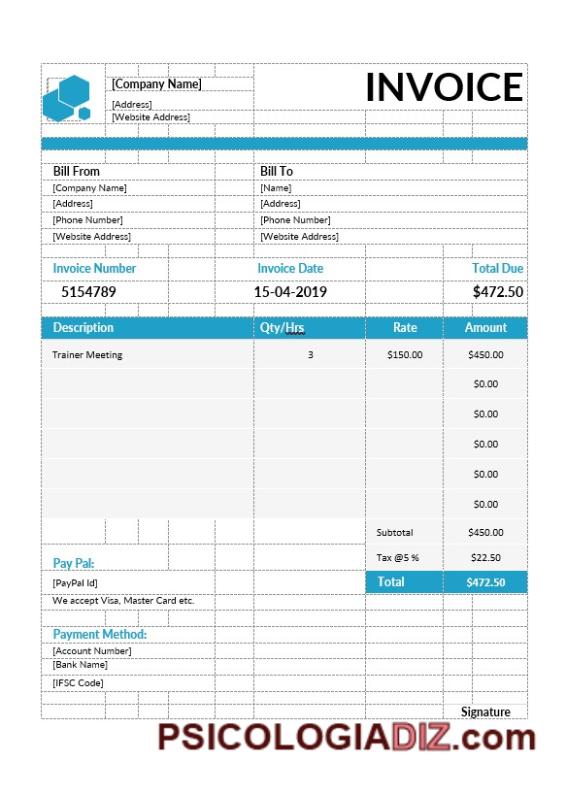 [Company Name]
INVOICE
[Address]
[Website Address]
Bill From Bill To
[Company Name] [Name]
[Address] [Address]
[Phone Number] [Phone Number]
[Website Address] [Website Address]
Invoice Number Invoice Date Total Due
5154789 15-04-2019 $472.50
Description Qty/Hrs Rate Amount
Trainer Meeting 3 $150.00 $450.00
$0.00
$0.00
$0.00
$0.00
$0.00
Subtotal $450.00
Tax @5 % $22.50
Pay Pal:
[PayPal Id] Total $472.50
We accept Visa, Master Card etc.
Payment Method:
[Account Number]
[Bank Name]
[IFSC Code]
Signature
PSICOLOGIADIZ.com